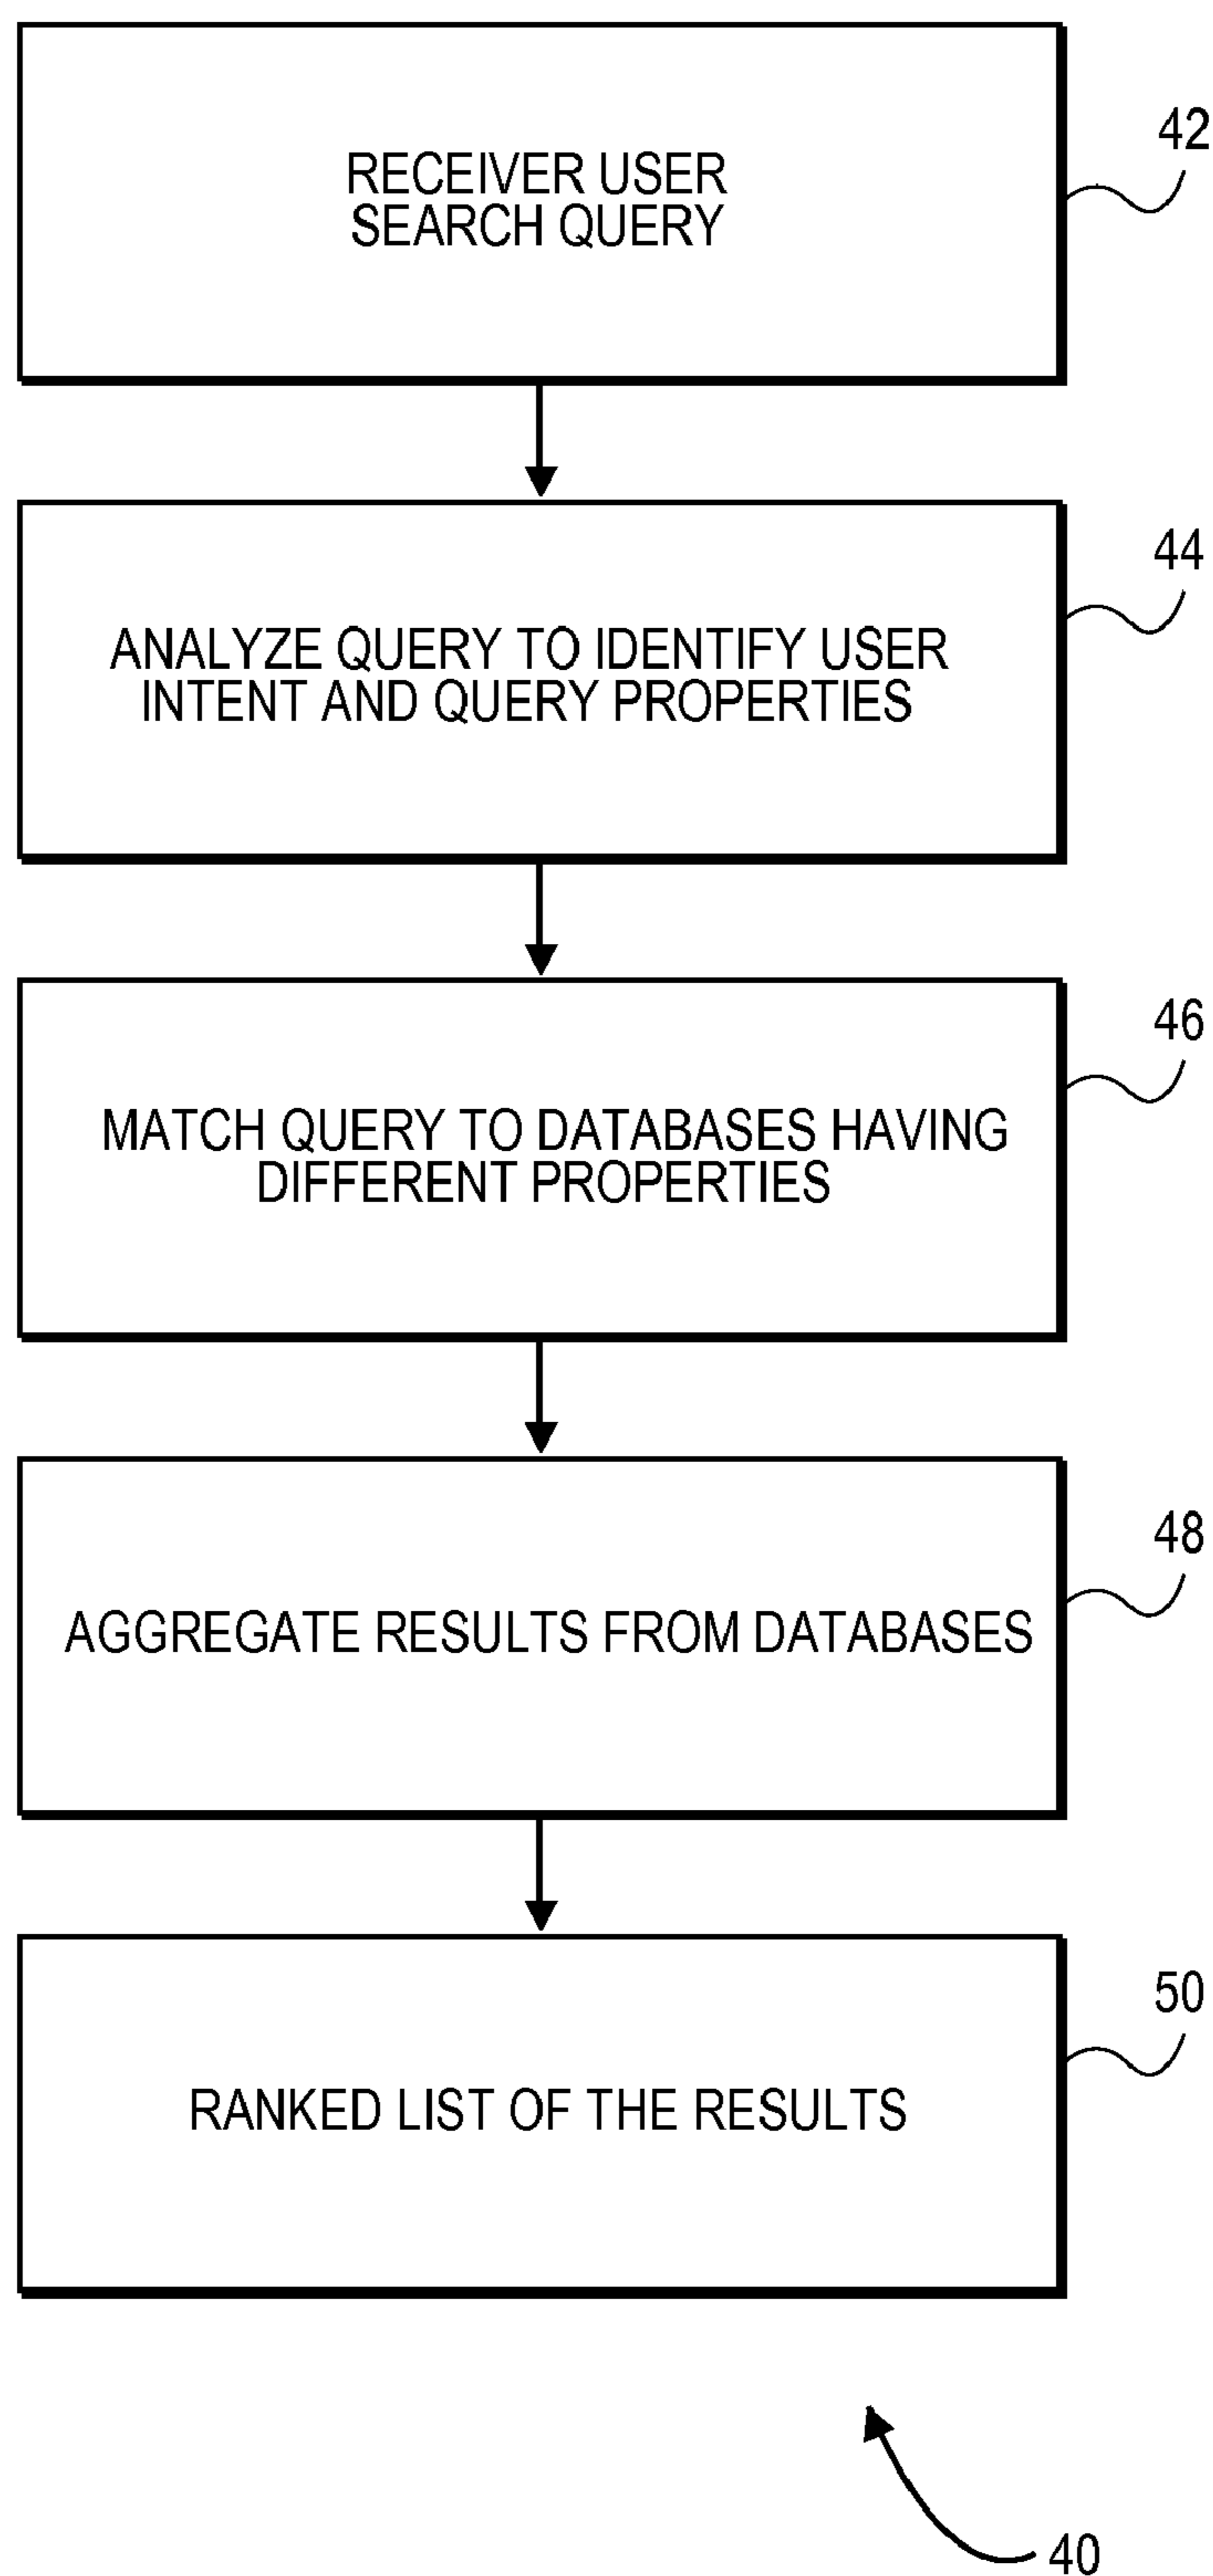 RECEIVER USER
SEARCH QUERY
42
ANALYZE QUERY TO IDENTIFY USER
INTENT AND QUERY PROPERTIES
44
MATCH QUERY TO DATABASES HAVING
DIFFERENT PROPERTIES
46
AGGREGATE RESULTS FROM DATABASES
48
RANKED LIST OF THE RESULTS
50
40